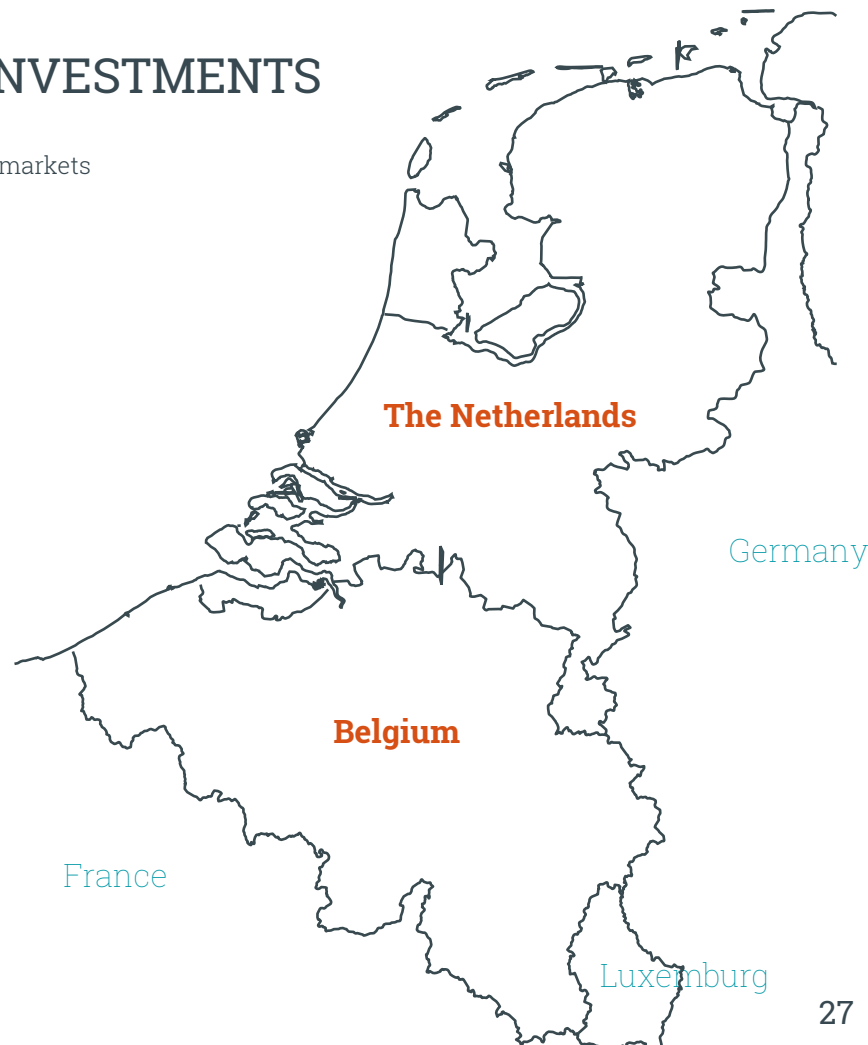 NVESTMENTS
markets
The Netherlands
Germany
Belgium
France
Luxemburg
27